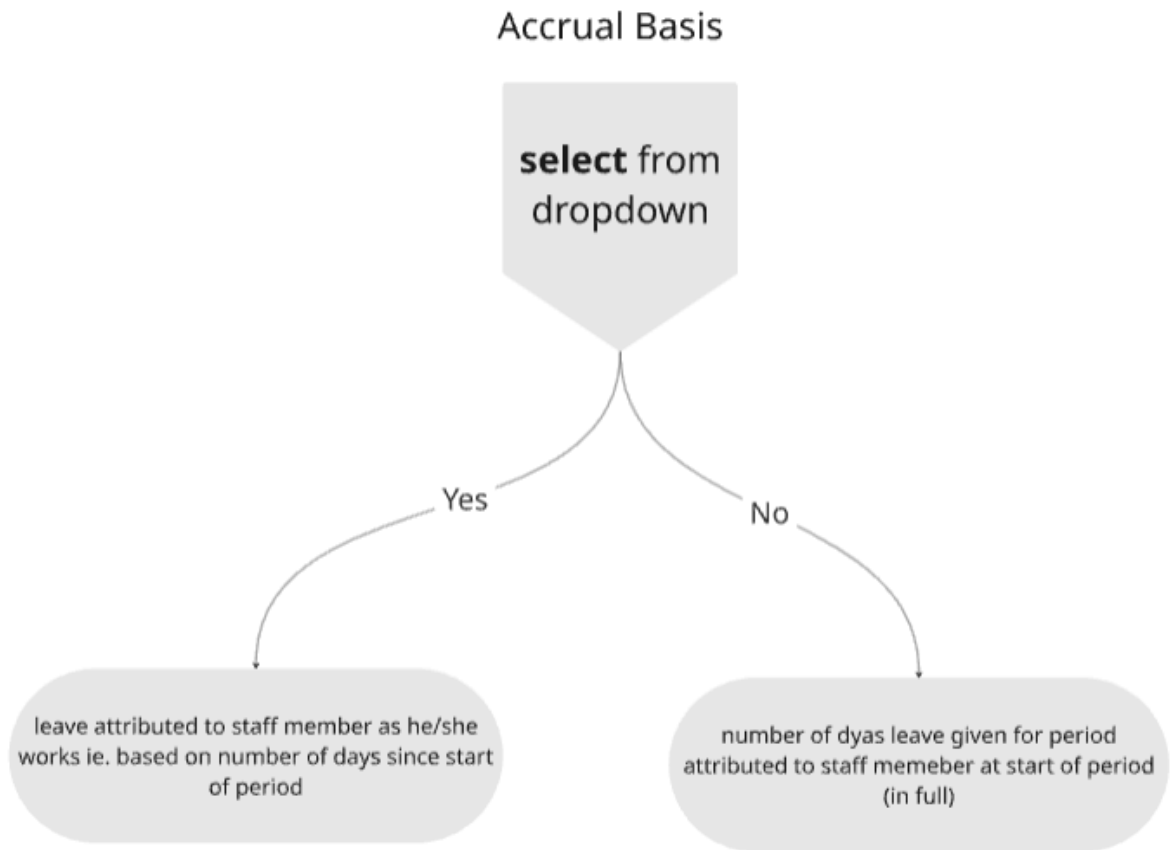 Accrual Basis
select from
dropdown
Yes
No
leave attributed to staff member as he/she
works ie. based on number of days since start
of period
number of dyas leave given for period
attributed to staff memeber at start of period
(in full)